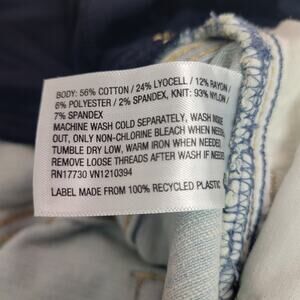 BODY: 56% COTTON / 24% LYOCELL / 12% RAYON /
6% POLYESTER / 2% SPANDEX, KNIT: 93% NYLON /
7% SPANDEX
MACHINE WASH COLD SEPARATELY, WASH INSIDE
OUT, ONLY NON-CHLORINE BLEACH WHEN NEEDED,
TUMBLE DRY LOW, WARM IRON WHEN NEEDED
REMOVE LOOSE THREADS AFTER WASH IF NEEDED
RN17730 VN1210394
LABEL MADE FROM 100% RECYCLED PLASTIC